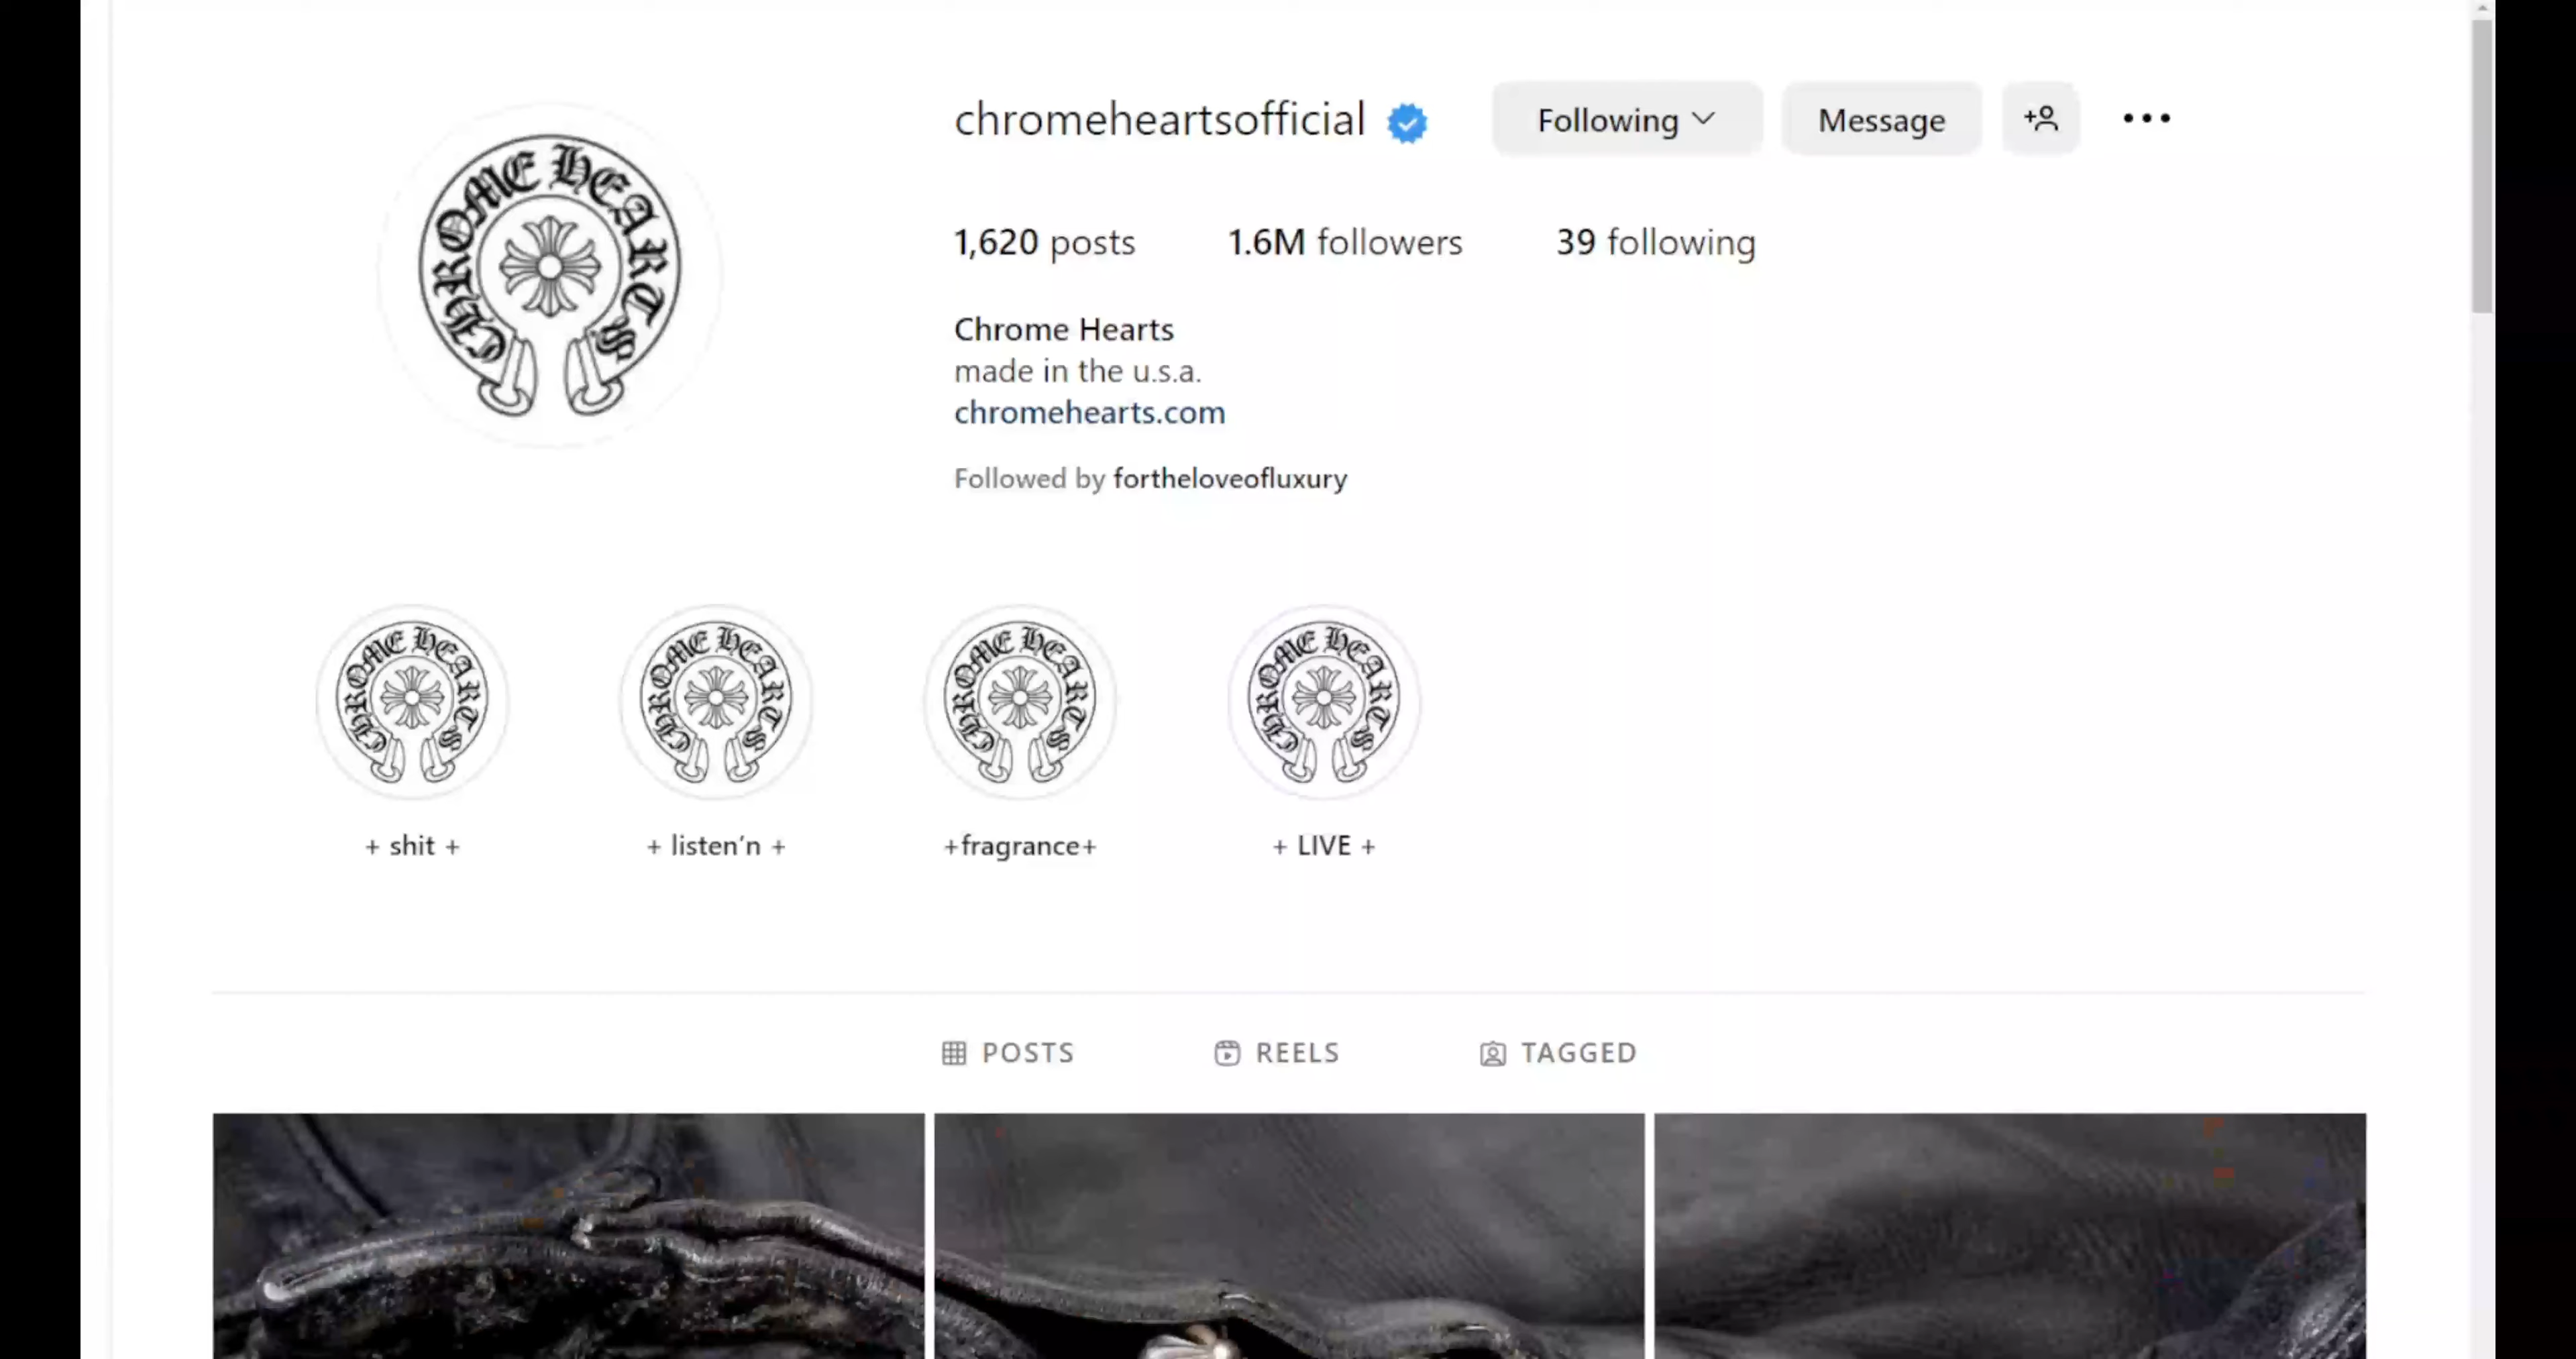 CHROME HEARTS
chromeheartsofficial
Following
Message
1,620 posts
1.6M followers
39 following
Chrome Hearts
made in the u.s.a.
chromehearts.com
Followed by fortheloveofluxury
CHROME HEARTS
CHROME HEARTS
CHROME HEARTS
CHROME HEARTS
+ shit +
+ listen’n +
+fragrance+
+ LIVE +
POSTS
REELS
TAGGED